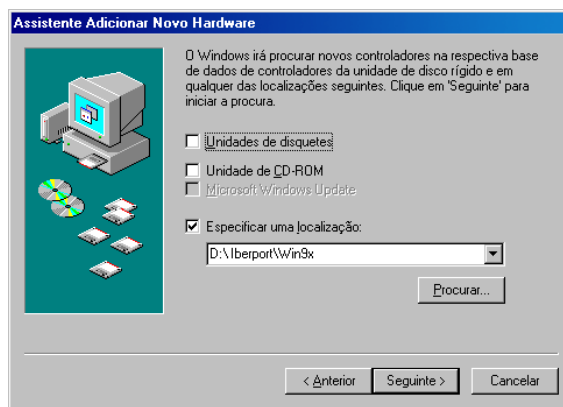 Assistente Adicionar Novo Hardware
O Windows irá procurar novos controladores na respectiva base
de dados de controladores da unidade de disco rígido e em
qualquer das localizações seguintes. Clique em 'Seguinte' para
iniciar a procura.
Unidades de disquetes
Unidade de CD-ROM
Microsoft Windows Update
Especificar uma localização:
D:\Iberport\Win9x
Procurar...
< Anterior
Seguinte >
Cancelar